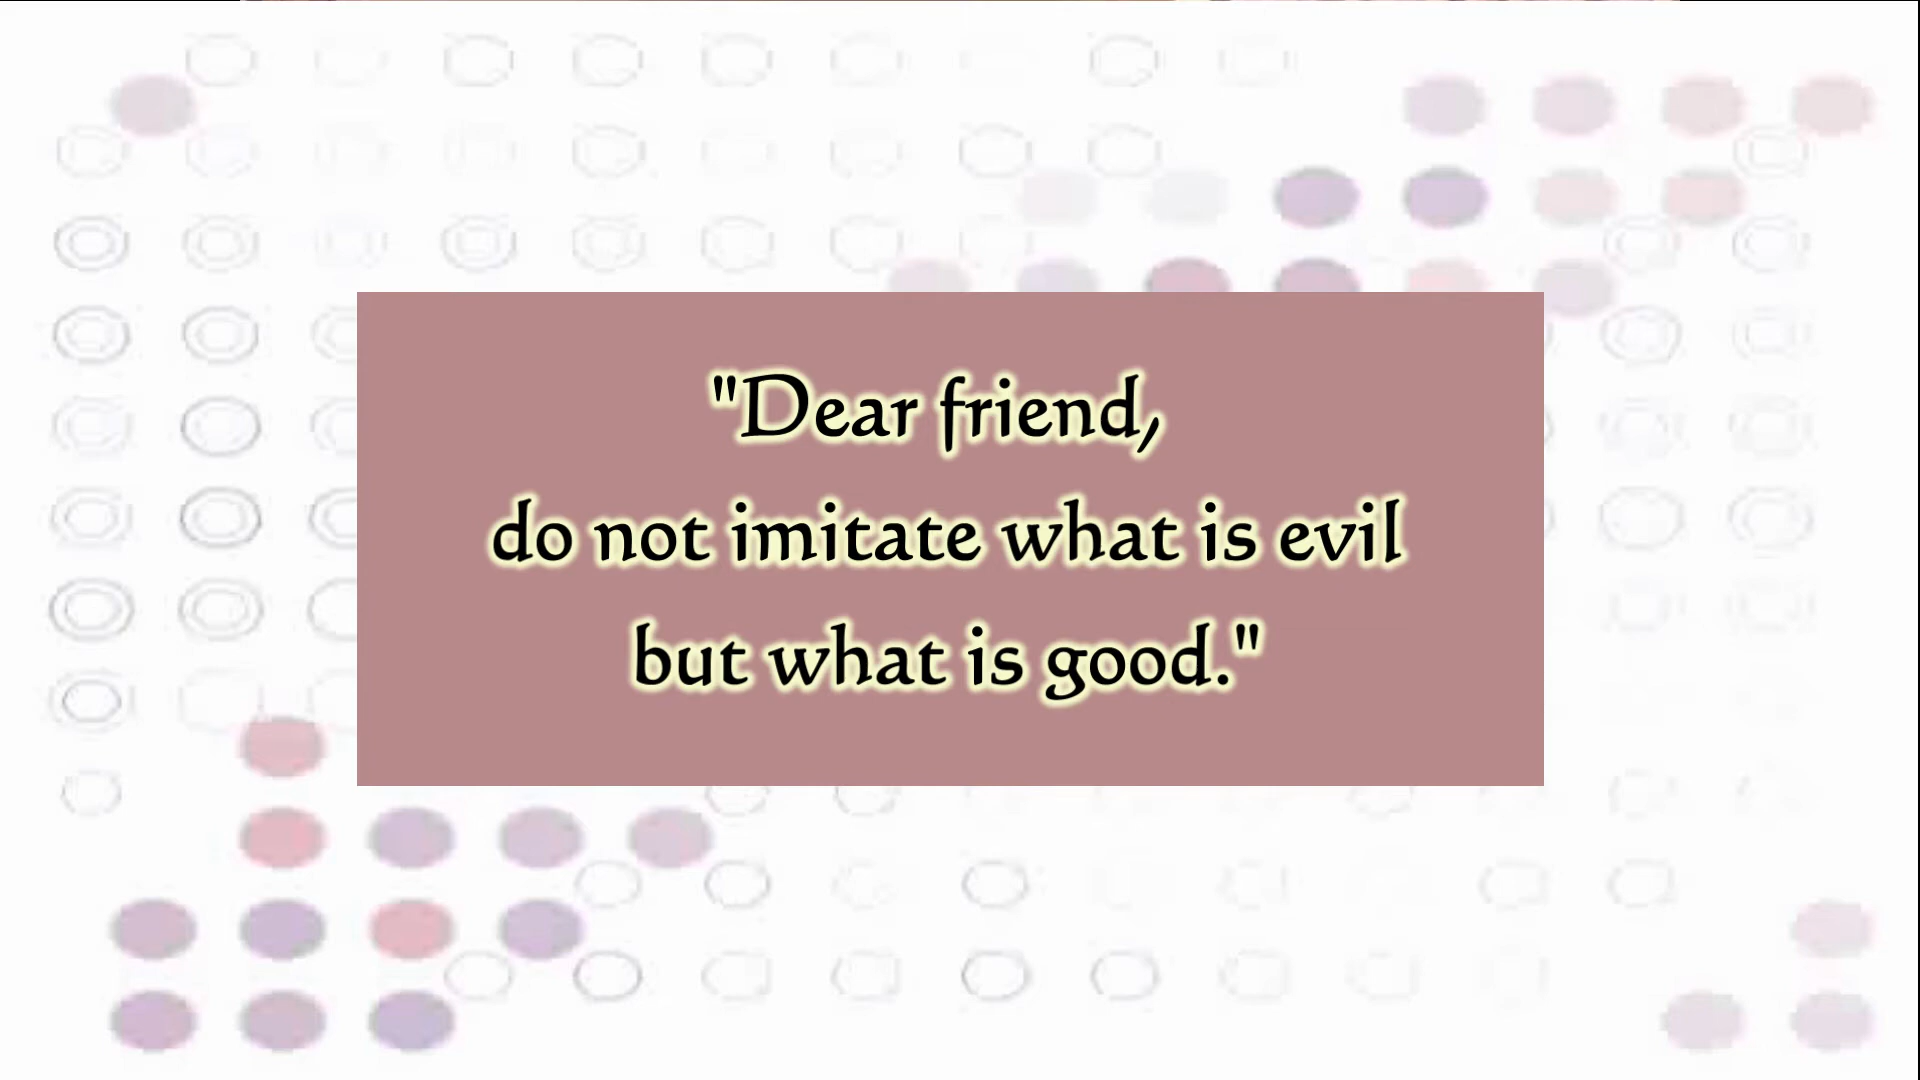 "Dear friend,
do not imitate what is evil
but what is good."